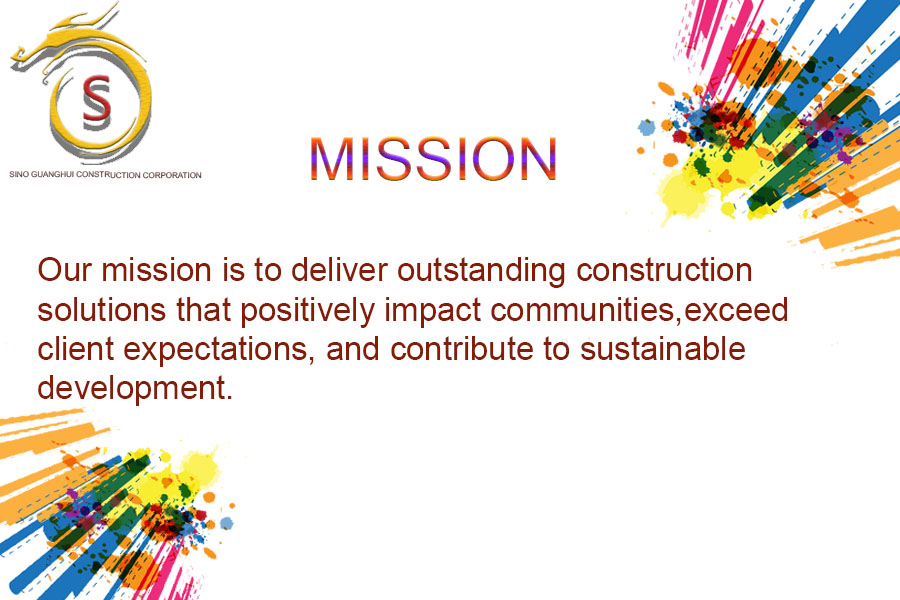 S
SINO GUANGHUI CONSTRUCTION CORPORATION
MISSION
Our mission is to deliver outstanding construction
solutions that positively impact communities,exceed
client expectations, and contribute to sustainable
development.